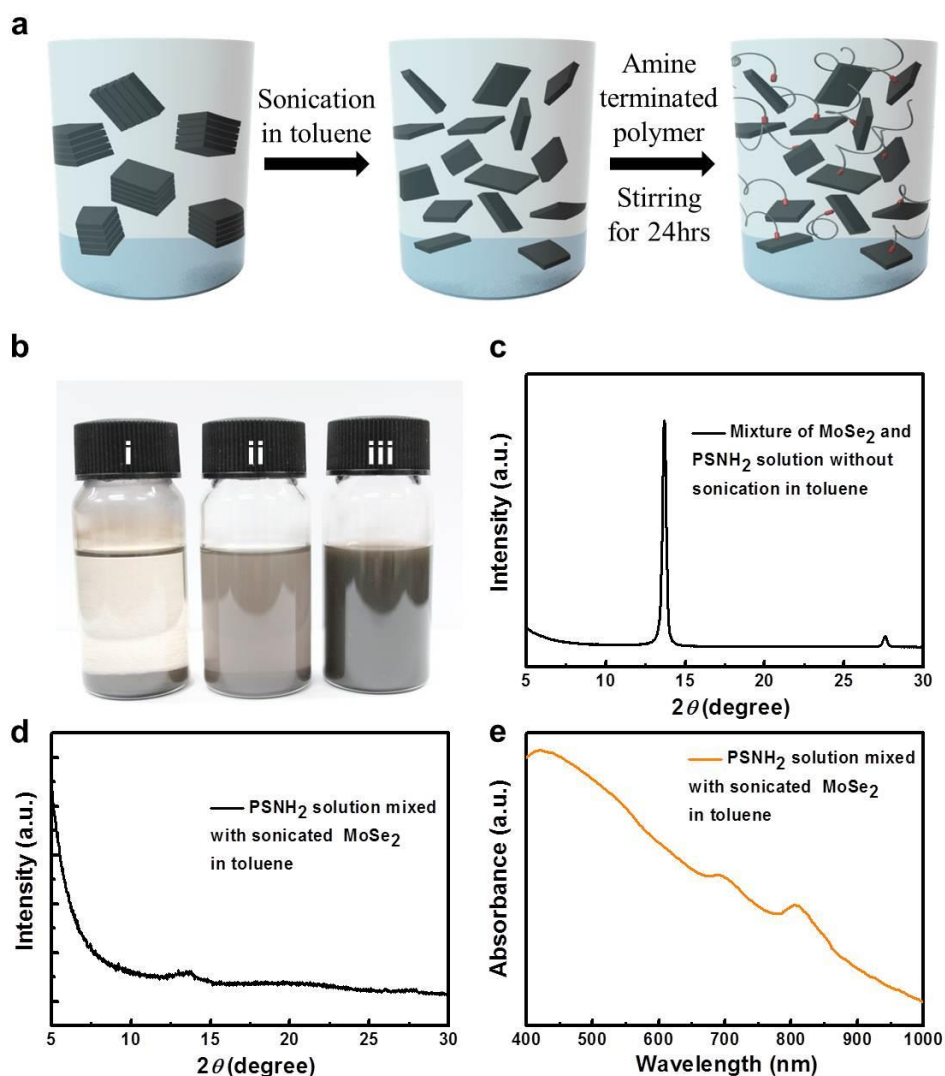 a
Sonication
in toluene
Amine
terminated
polymer
Stirring
for 24hrs
b
i
ii
iii
c
Intensity (a.u.)
Mixture of MoSe2 and
PSNH2 solution without
sonication in toluene
5 10 15 20 25 30
2θ (degree)
d
Intensity (a.u.)
PSNH2 solution mixed
with sonicated MoSe2
in toluene
5 10 15 20 25 30
2θ (degree)
e
Absorbance (a.u.)
PSNH2 solution mixed
with sonicated MoSe2
in toluene
400 500 600 700 800 900 1000
Wavelength (nm)